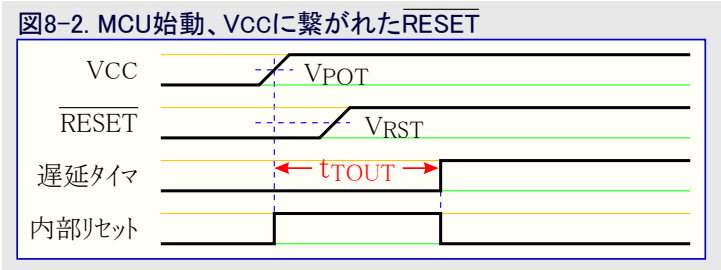 図8-2. MCU始動、VCCに繋がれたRESET
VCC
VPOT
RESET
VRST
遅延タイマ
tTOUT
内部リセット